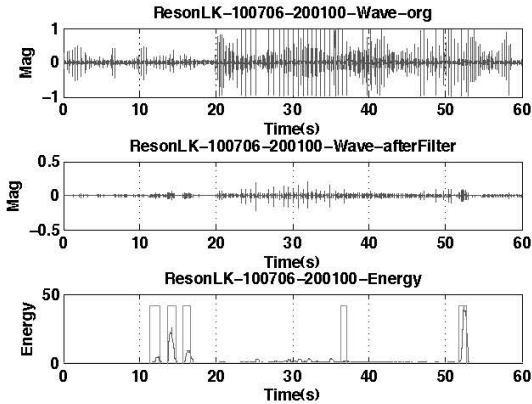 ResonLK-100706-200100-Wave-org
Mag
1
0
-1
0 10 20 30 40 50 60
Time(s)
ResonLK-100706-200100-Wave-afterFilter
Mag
0.5
0
-0.5
0 10 20 30 40 50 60
Time(s)
ResonLK-100706-200100-Energy
Energy
50
0
0 10 20 30 40 50 60
Time(s)